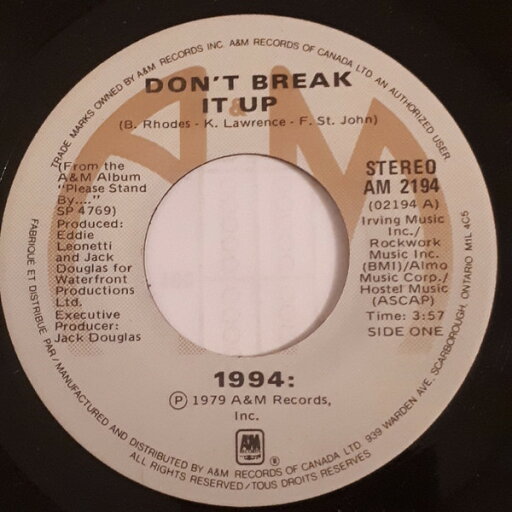 TRADE MARKS OWNED BY A&M RECORDS INC. A&M RECORDS OF CANADA LTD. AN AUTHORIZED USER.
DON'T BREAK
IT UP
(B. Rhodes - K. Lawrence - F. St. John)
(From the
A&M Album
"Please Stand
By...."
SP 4769)
Produced:
Eddie
Leonetti
and Jack
Douglas for
Waterfront
Productions
Ltd.
Executive
Producer:
Jack Douglas
STEREO
AM 2194
(02194 A)
Irving Music
Inc./
Rockwork
Music Inc.
(BMI)/Almo
Music Corp./
Hostel Music
(ASCAP)
Time: 3:57
SIDE ONE
1994:
Ⓟ 1979 A&M Records,
Inc.
A&M
RECORDS
®
FABRIQUE ET DISTRIBUE PAR/MANUFACTURED AND DISTRIBUTED BY A&M RECORDS OF CANADA LTD. 939 WARDEN AVE. SCARBOROUGH, ONTARIO M1L 4C5
ALL RIGHTS RESERVED/TOUS DROITS RESERVES
A&M